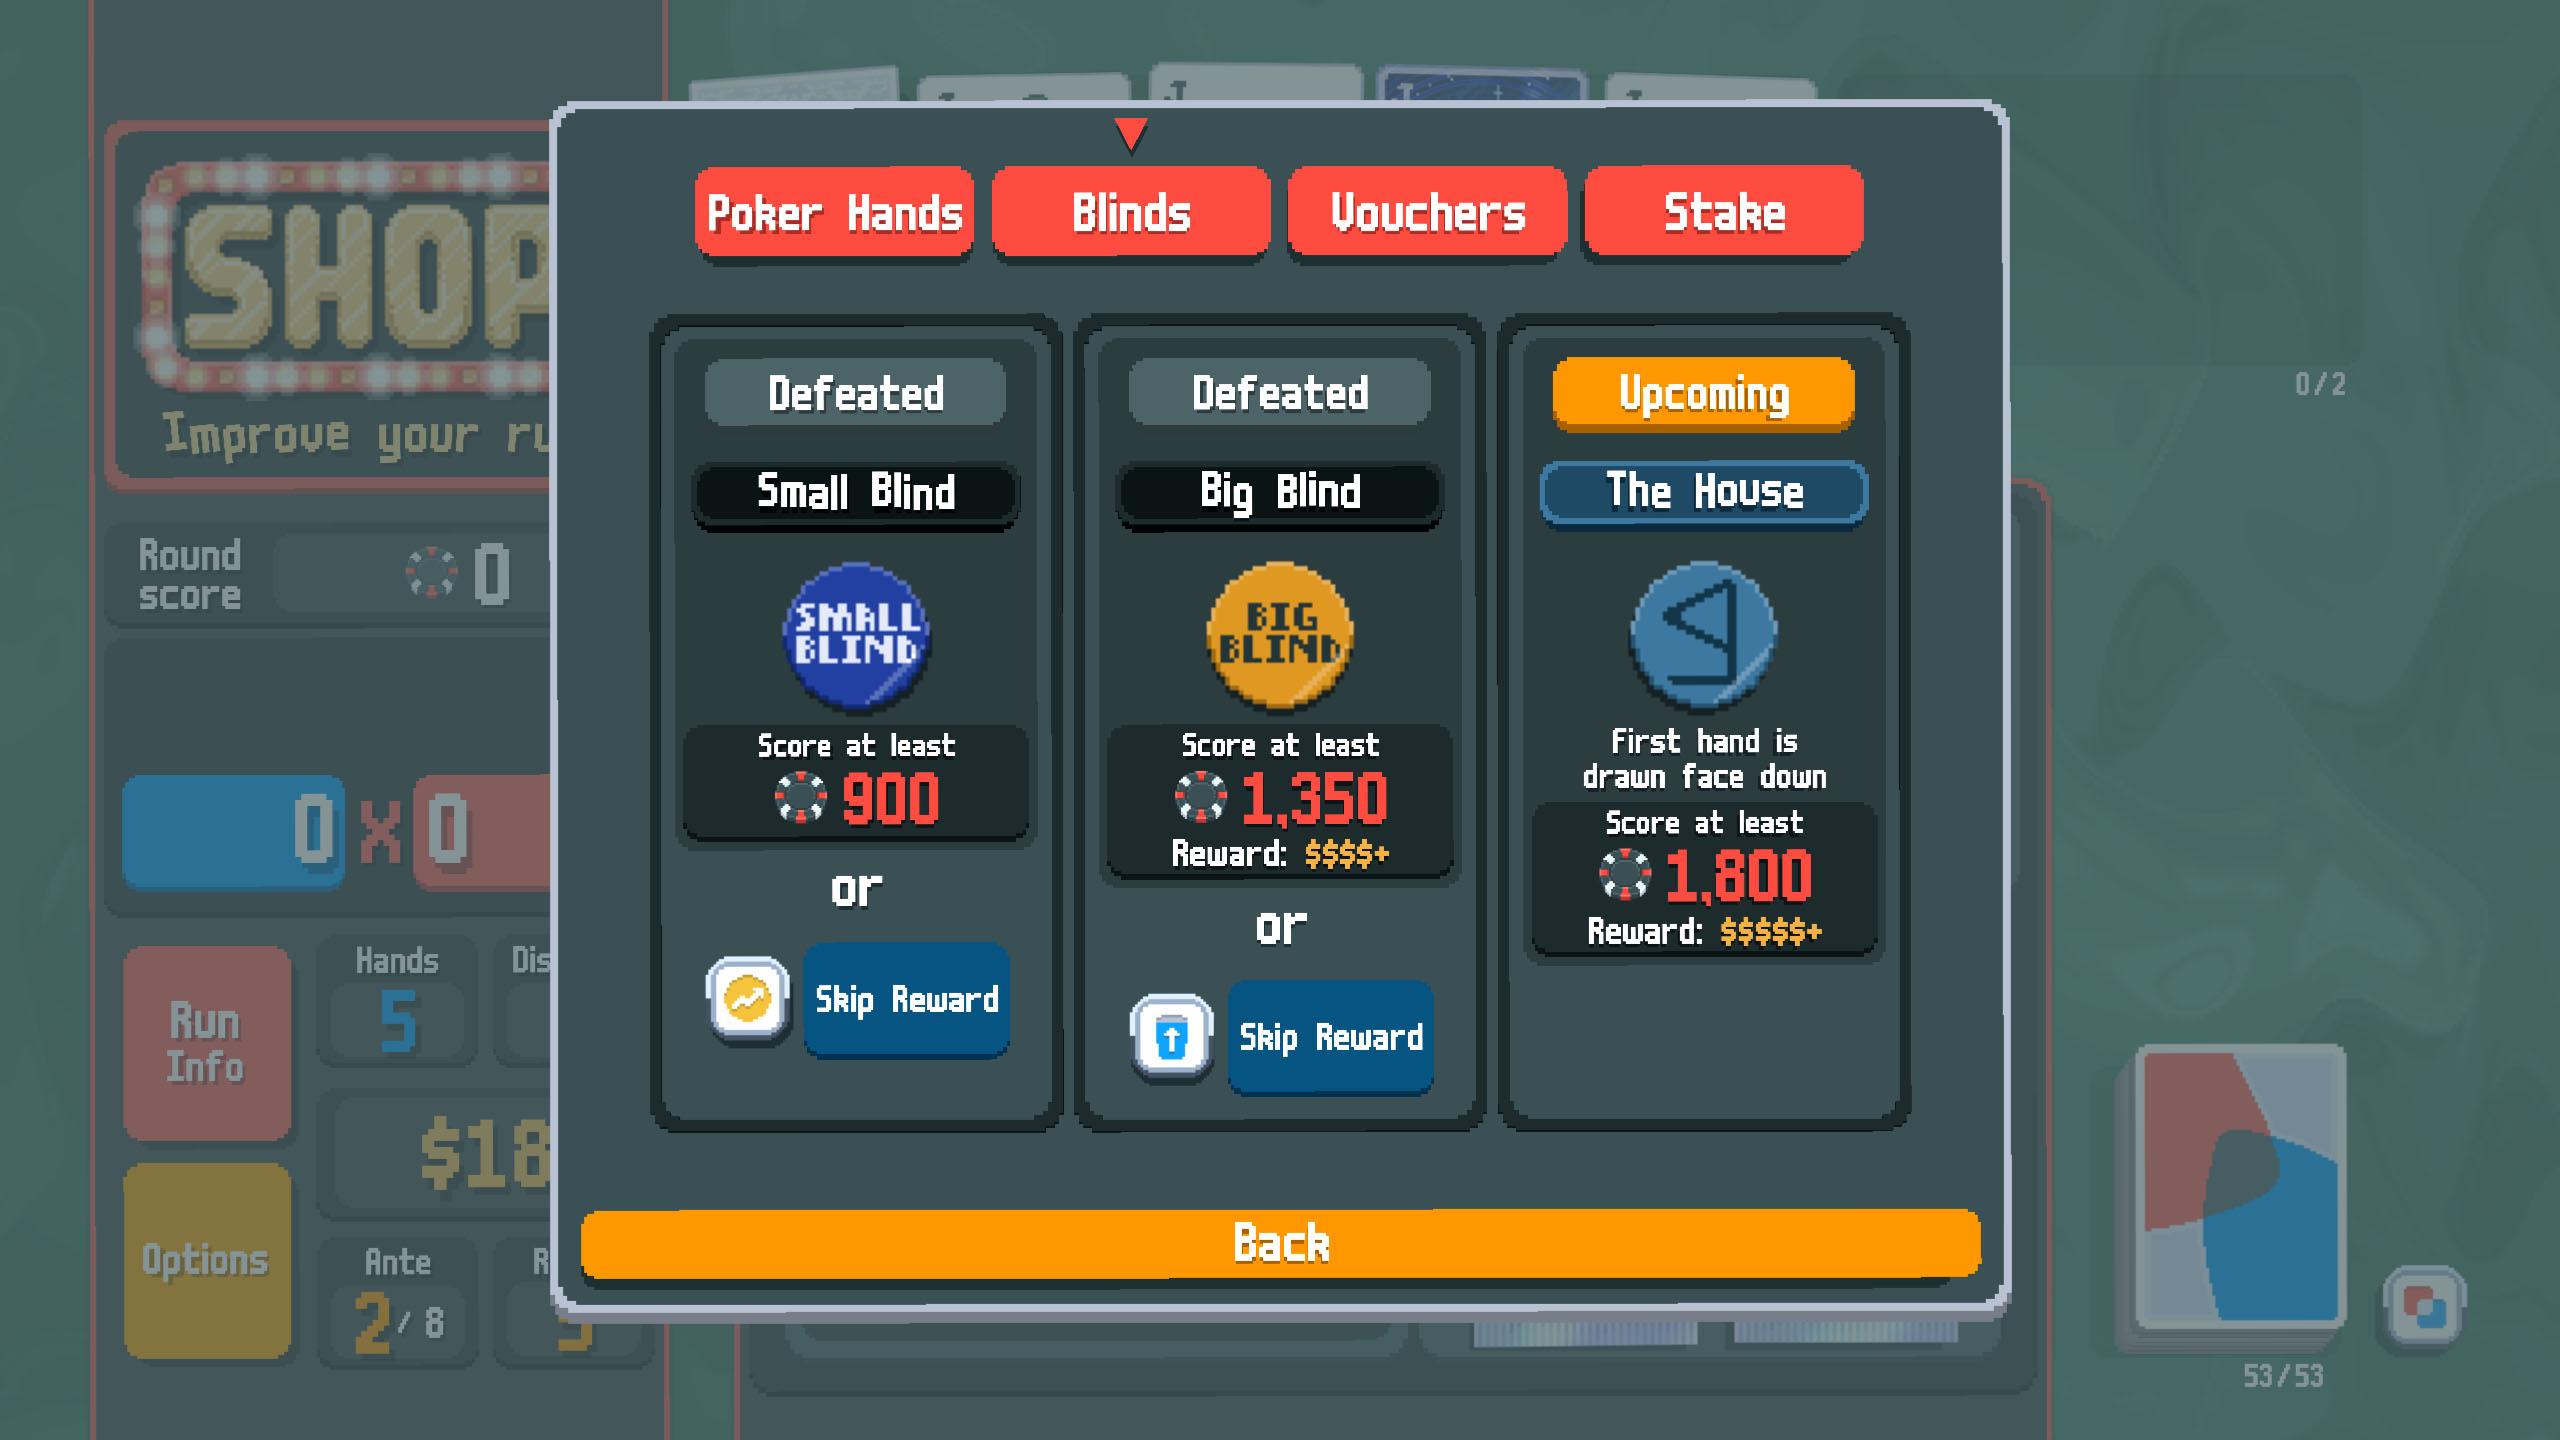 Poker Hands
Blinds
Vouchers
Stake
SHOP
Improve your ru
Round
score
0
0 X 0
Run
Info
Hands
5
Dis
$18
Options
Ante
2 / 8
R
Defeated
Small Blind
SMALL
BLIND
Score at least
900
or
Skip Reward
Defeated
Big Blind
BIG
BLIND
Score at least
1,350
Reward: $$$$+
or
Skip Reward
Upcoming
The House
First hand is
drawn face down
Score at least
1,800
Reward: $$$$$+
Back
0/2
53/53